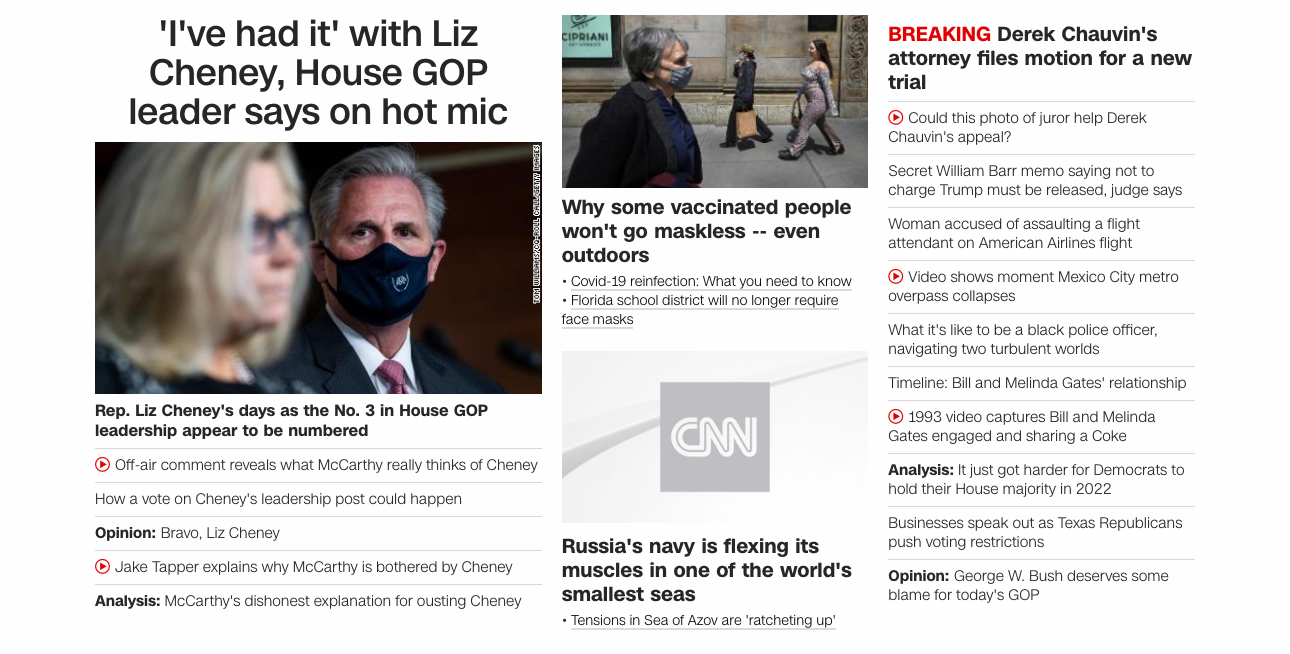 'I've had it' with Liz
Cheney, House GOP
leader says on hot mic
TOM WILLIAMS/CQ-ROLL CALL/GETTY IMAGES
Rep. Liz Cheney's days as the No. 3 in House GOP
leadership appear to be numbered
Off-air comment reveals what McCarthy really thinks of Cheney
How a vote on Cheney's leadership post could happen
Opinion: Bravo, Liz Cheney
Jake Tapper explains why McCarthy is bothered by Cheney
Analysis: McCarthy's dishonest explanation for ousting Cheney
CIPRIANI
Why some vaccinated people
won't go maskless -- even
outdoors
• Covid-19 reinfection: What you need to know
• Florida school district will no longer require
face masks
CNN
Russia's navy is flexing its
muscles in one of the world's
smallest seas
• Tensions in Sea of Azov are 'ratcheting up'
BREAKING Derek Chauvin's
attorney files motion for a new
trial
Could this photo of juror help Derek
Chauvin's appeal?
Secret William Barr memo saying not to
charge Trump must be released, judge says
Woman accused of assaulting a flight
attendant on American Airlines flight
Video shows moment Mexico City metro
overpass collapses
What it's like to be a black police officer,
navigating two turbulent worlds
Timeline: Bill and Melinda Gates' relationship
1993 video captures Bill and Melinda
Gates engaged and sharing a Coke
Analysis: It just got harder for Democrats to
hold their House majority in 2022
Businesses speak out as Texas Republicans
push voting restrictions
Opinion: George W. Bush deserves some
blame for today's GOP